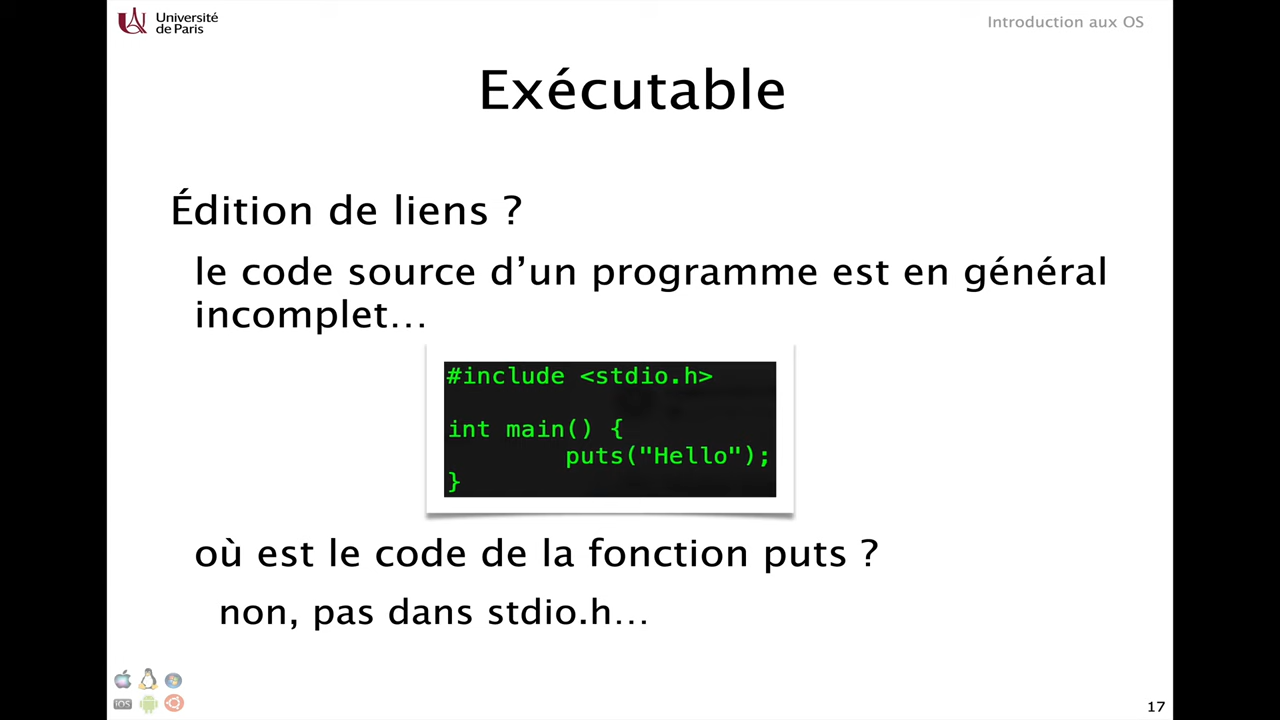 Université
de Paris
Introduction aux OS
Exécutable
Édition de liens ?
le code source d’un programme est en général
incomplet…
#include <stdio.h>
int main() {
puts("Hello");
}
où est le code de la fonction puts ?
non, pas dans stdio.h…
iOS
17